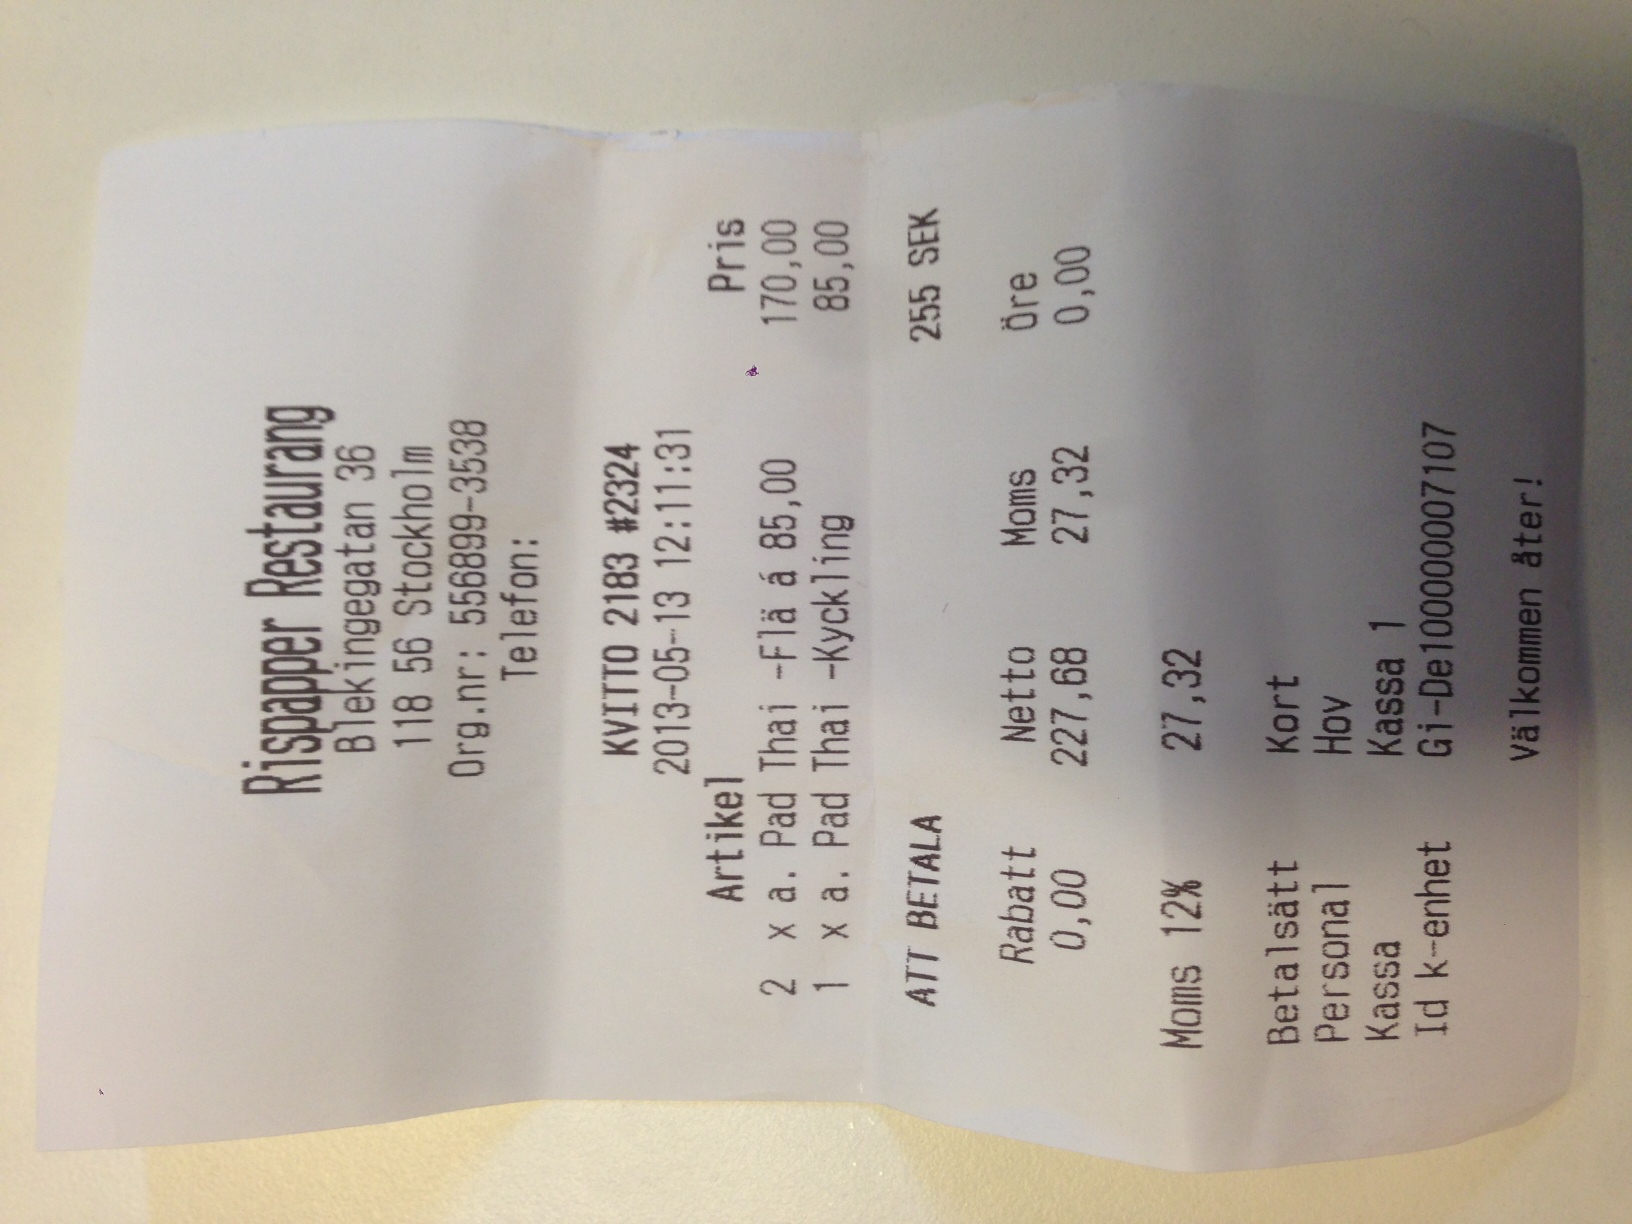 Rispapper Restaurang
Blekingegatan 36
118 56 Stockholm
Org.nr: 556899-3538
Telefon:
KVITTO 2183 #2324
2013-05-13 12:11:31
Artikel Pris
2 x a. Pad Thai -Flä á 85,00 170,00
1 x a. Pad Thai -Kyckling 85,00
ATT BETALA 255 SEK
Rabatt Netto Moms Öre
0,00 227,68 27,32 0,00
Moms 12% 27,32
Betalsätt Kort
Personal Hov
Kassa Kassa 1
Id k-enhet Gi-De100000007107
Välkommen åter!